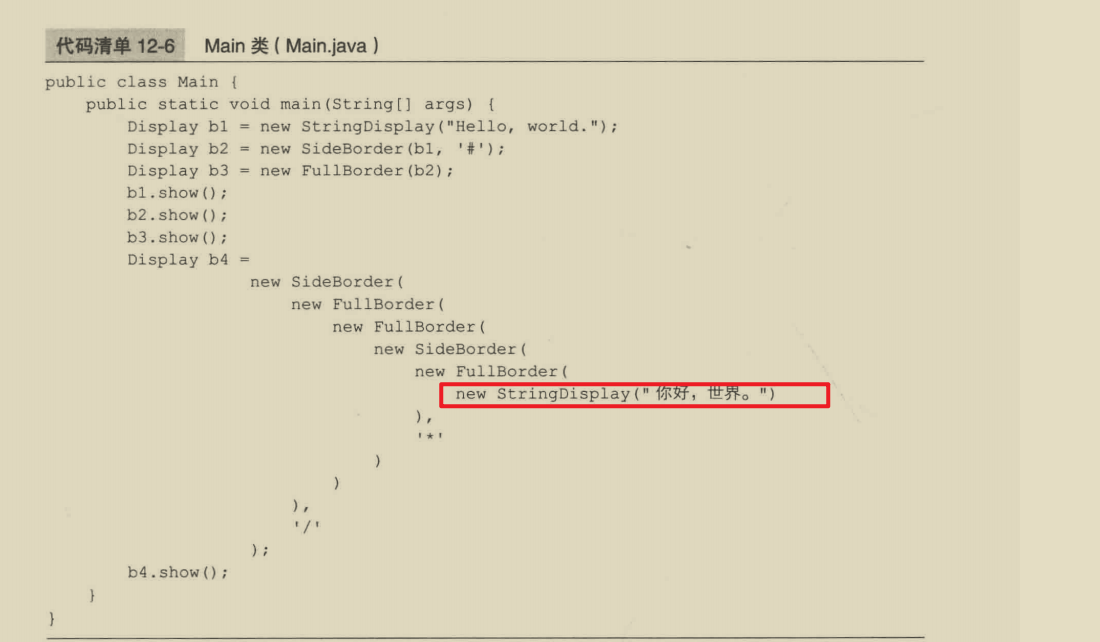 代码清单 12-6 Main 类 ( Main.java )
public class Main {
public static void main(String[] args) {
Display b1 = new StringDisplay("Hello, world.");
Display b2 = new SideBorder(b1, '#');
Display b3 = new FullBorder(b2);
b1.show();
b2.show();
b3.show();
Display b4 =
new SideBorder(
new FullBorder(
new FullBorder(
new SideBorder(
new FullBorder(
new StringDisplay("你好，世界。")
),
'*'
)
)
),
'/'
);
b4.show();
}
}